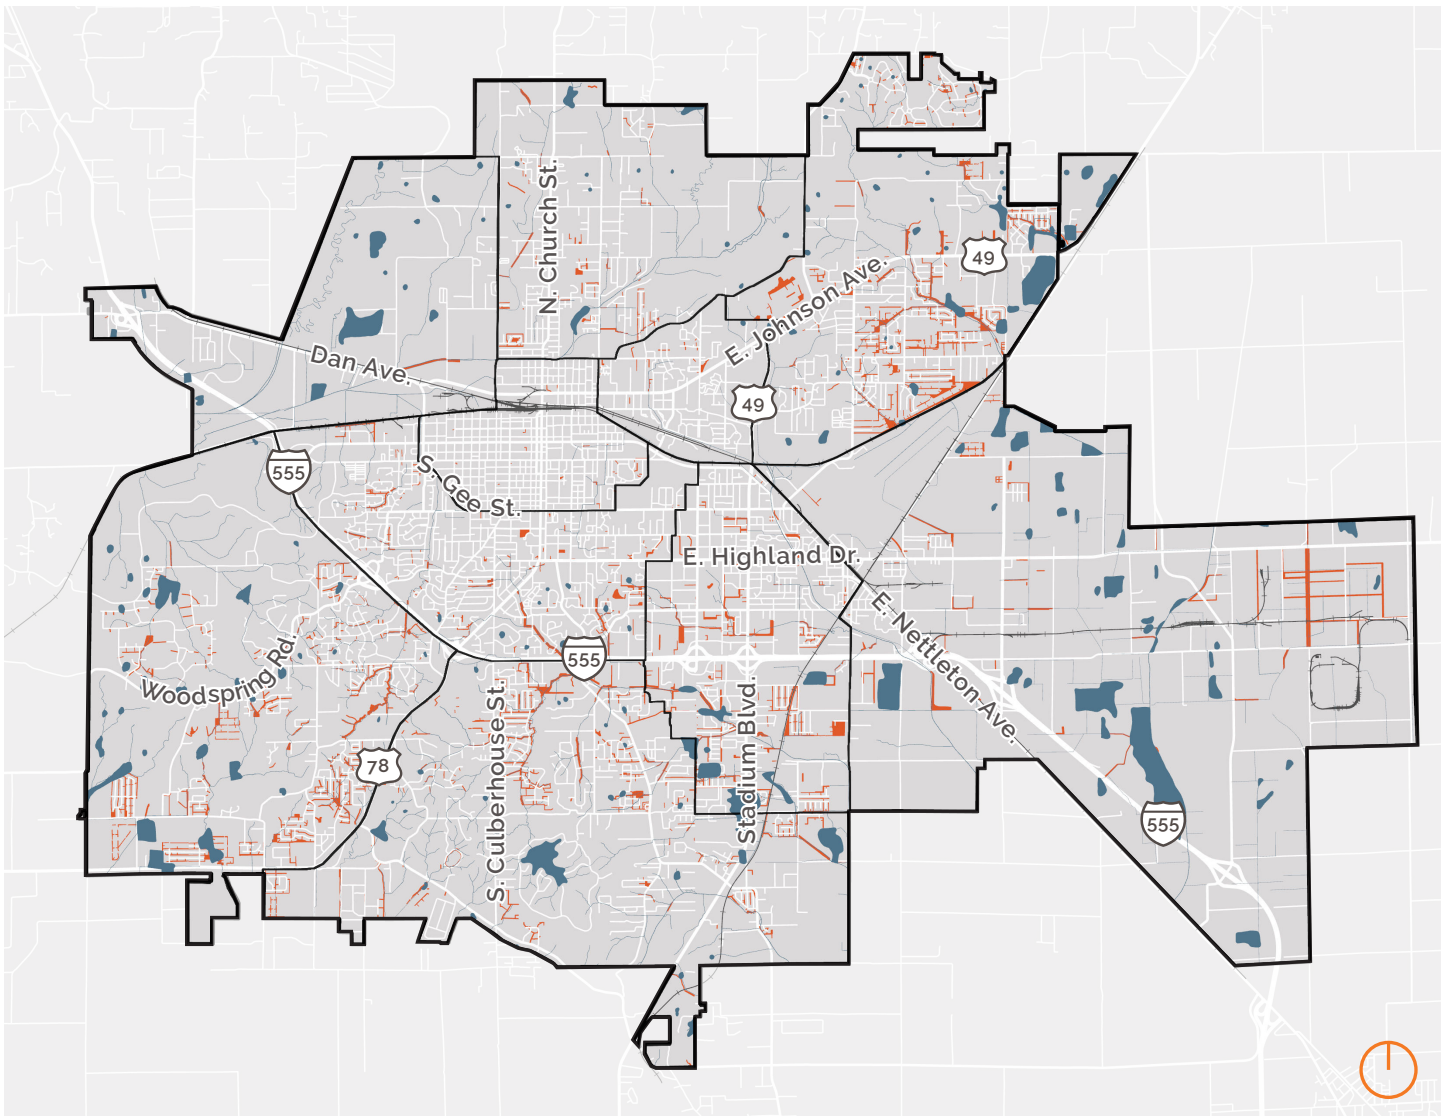 N. Church St.
49
E. Johnson Ave.
Dan Ave.
49
555
S. Gee St.
E. Highland Dr.
E. Nettleton Ave.
555
Woodspring Rd.
S. Culberhouse St.
Stadium Blvd.
78
555